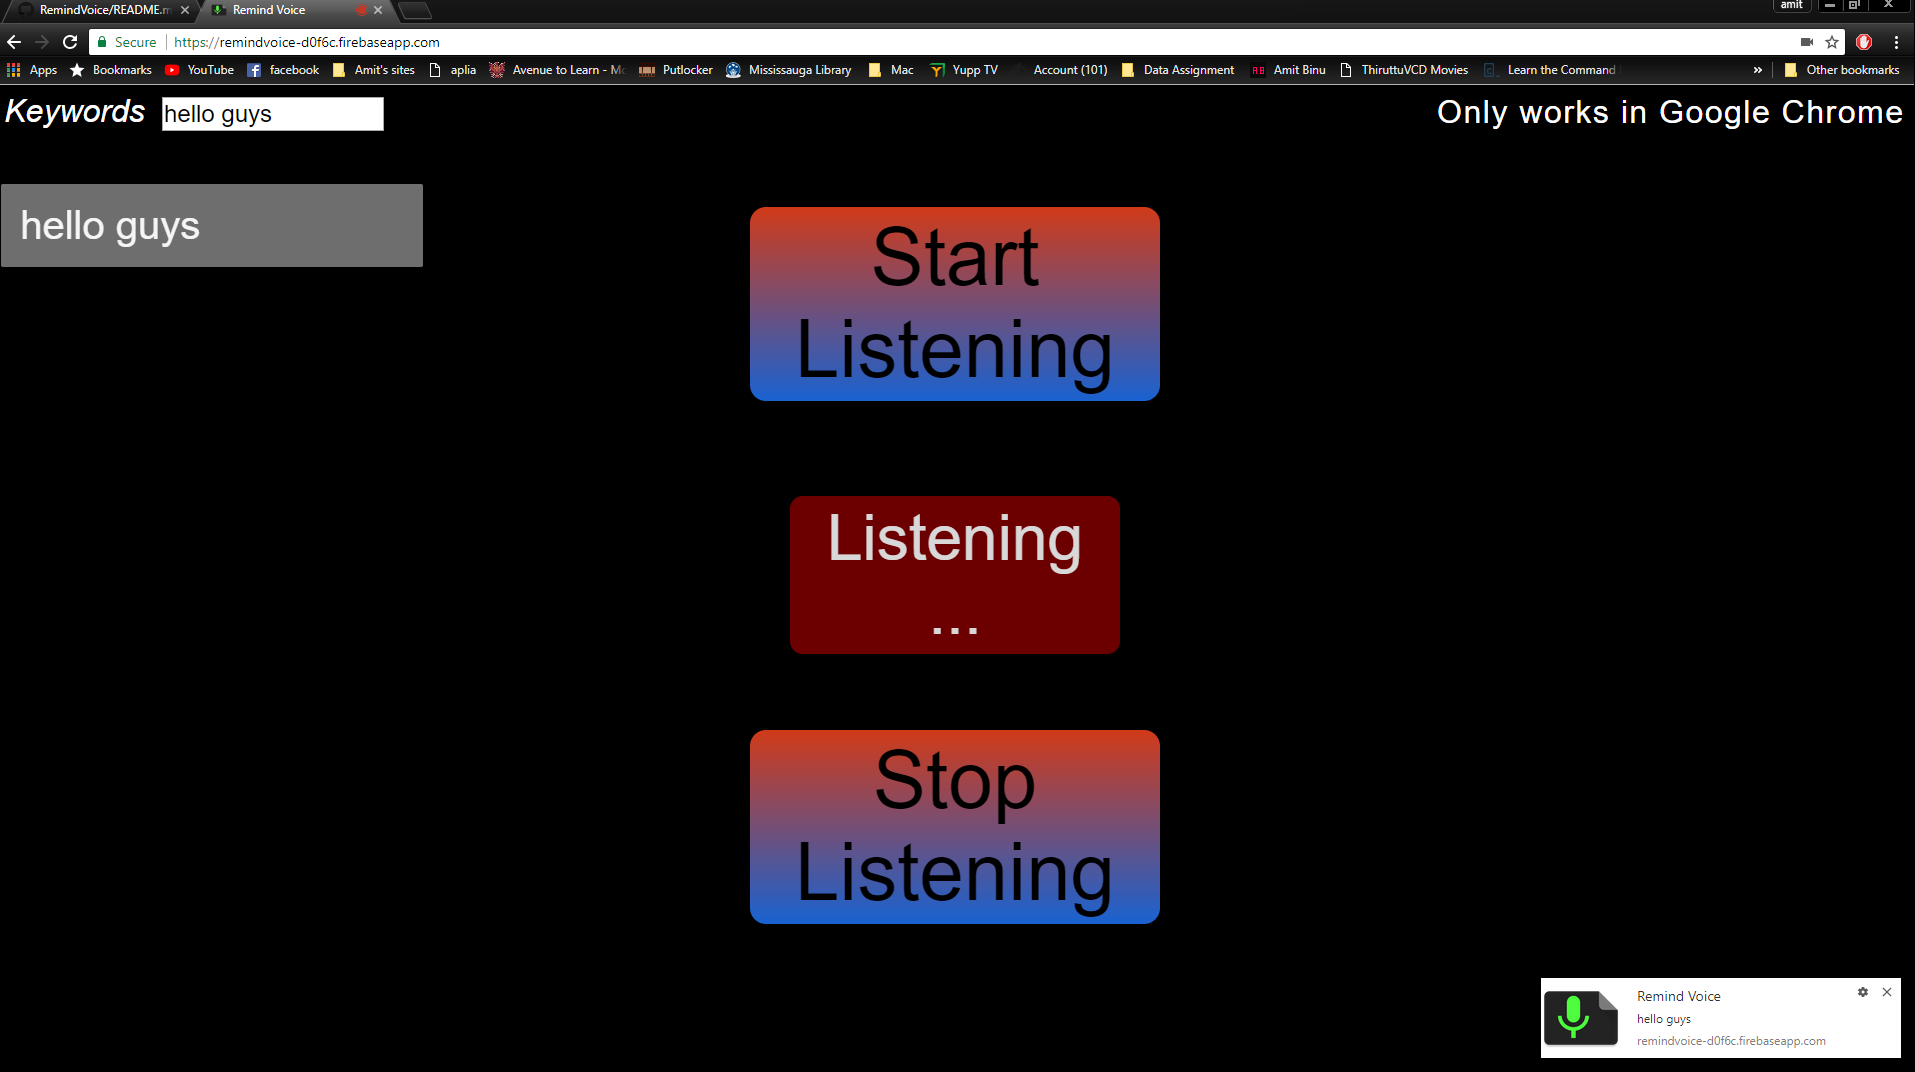 RemindVoice/README.m
Remind Voice
amit
Secure
https://remindvoice-d0f6c.firebaseapp.com
Apps
Bookmarks
YouTube
facebook
Amit's sites
aplia
Avenue to Learn - Mc
Putlocker
Mississauga Library
Mac
Yupp TV
Account (101)
Data Assignment
Amit Binu
ThiruttuVCD Movies
Learn the Command
»
Other bookmarks
Keywords
hello guys
Only works in Google Chrome
hello guys
Start
Listening
Listening
...
Stop
Listening
Remind Voice
hello guys
remindvoice-d0f6c.firebaseapp.com